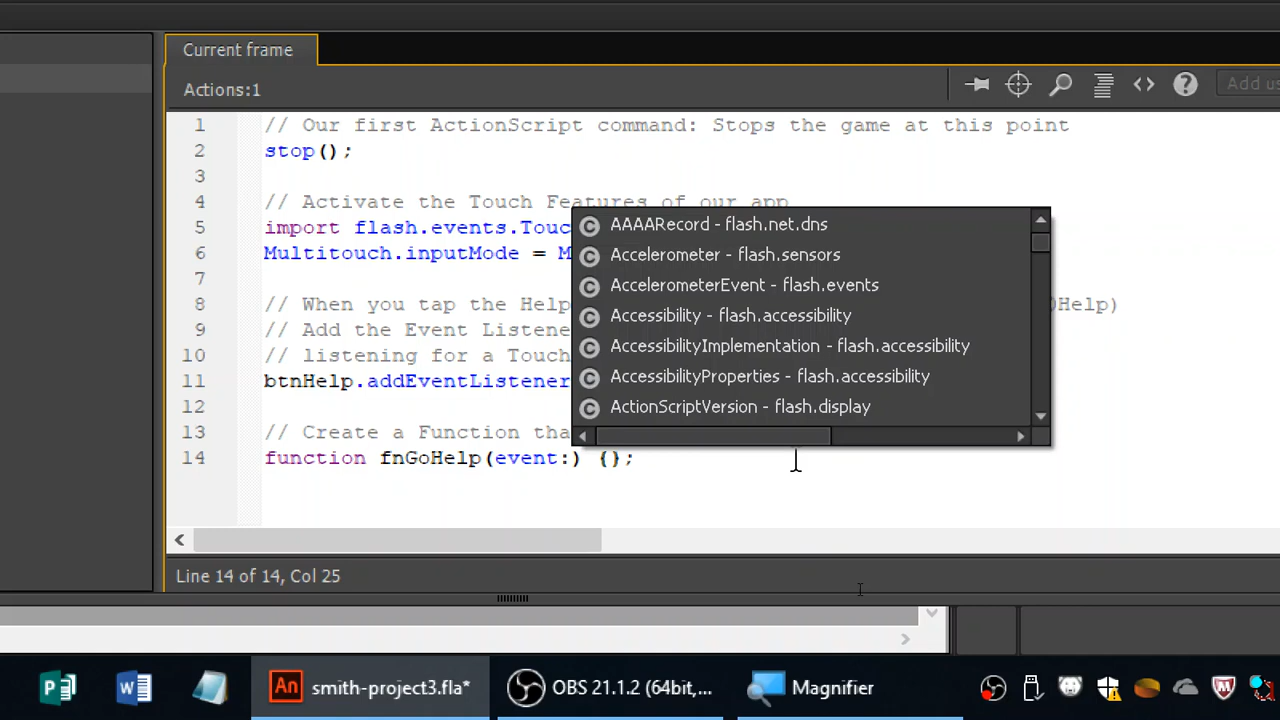 Current frame
Actions:1
Add us
1 // Our first ActionScript command: Stops the game at this point
2 stop();
3
4 // Activate the Touch Features of our app
5 import flash.events.Touc
6 Multitouch.inputMode = M
7
8 // When you tap the Help Help)
9 // Add the Event Listene
10 // listening for a Touch
11 btnHelp.addEventListener
12
13 // Create a Function tha
14 function fnGoHelp(event:) {};
AAAARecord - flash.net.dns
Accelerometer - flash.sensors
AccelerometerEvent - flash.events
Accessibility - flash.accessibility
AccessibilityImplementation - flash.accessibility
AccessibilityProperties - flash.accessibility
ActionScriptVersion - flash.display
Line 14 of 14, Col 25
An smith-project3.fla*
OBS 21.1.2 (64bit,...
Magnifier